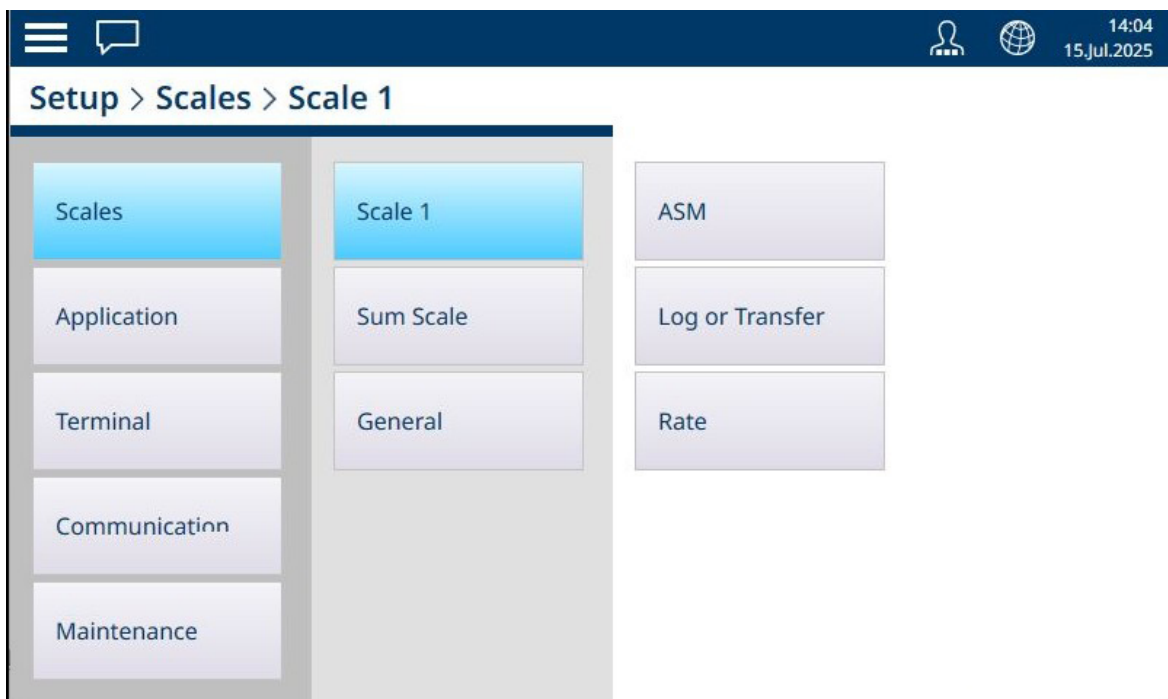 14:04
15.Jul.2025
Setup > Scales > Scale 1
Scales
Application
Terminal
Communication
Maintenance
Scale 1
Sum Scale
General
ASM
Log or Transfer
Rate